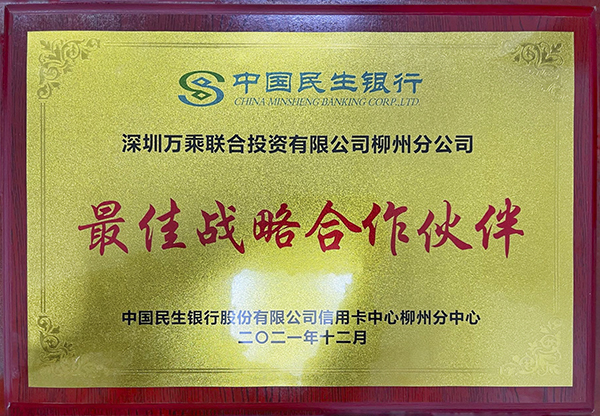 中国民生银行
CHINA MINSHENG BANKING CORP.,LTD.
深圳万乘联合投资有限公司柳州分公司
最佳战略合作伙伴
中国民生银行股份有限公司信用卡中心柳州分中心
二〇二一年十二月